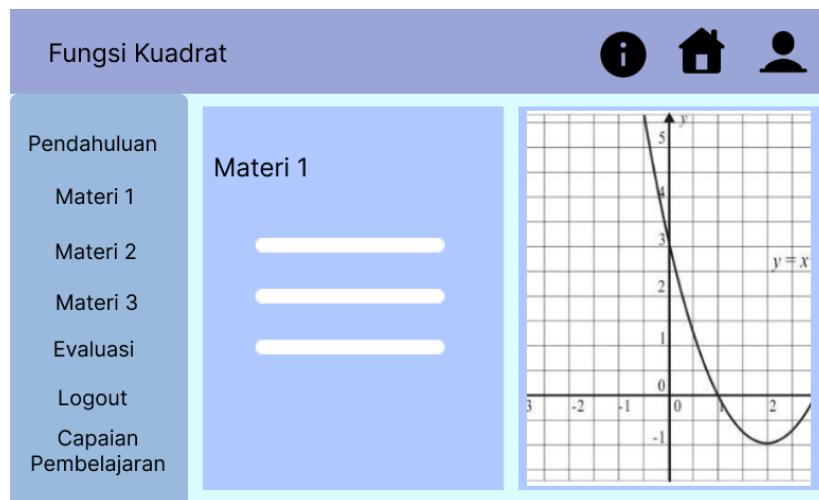 Fungsi Kuadrat
Pendahuluan
Materi 1
Materi 2
Materi 3
Evaluasi
Logout
Capaian
Pembelajaran
Materi 1
y
5
4
3
2
1
0
3 -2 -1 0 1 2
-1
y = x